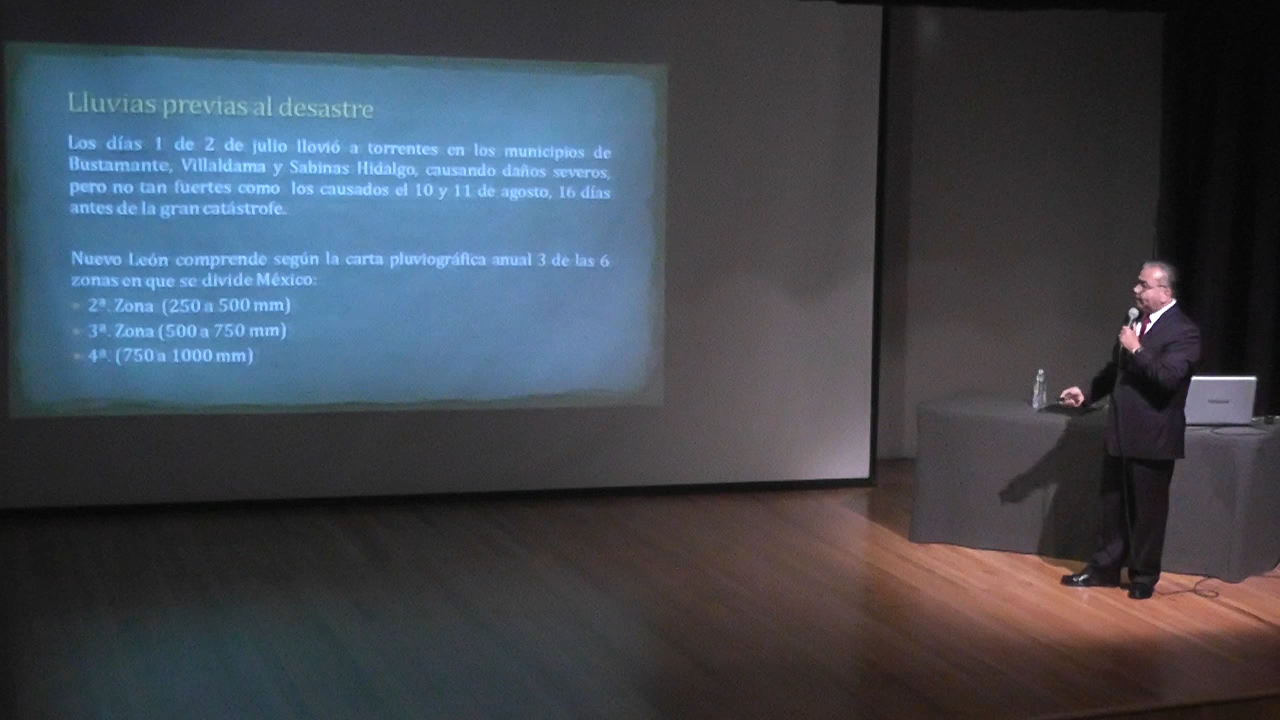 Lluvias previas al desastre
Los días 1 de 2 de julio llovió a torrentes en los municipios de
Bustamante, Villaldama y Sabinas Hidalgo, causando daños severos,
pero no tan fuertes como los causados el 10 y 11 de agosto, 16 días
antes de la gran catástrofe.
Nuevo León comprende según la carta pluviográfica anual 3 de las 6
zonas en que se divide México:
2ª. Zona (250 a 500 mm)
3ª. Zona (500 a 750 mm)
4ª. (750 a 1000 mm)